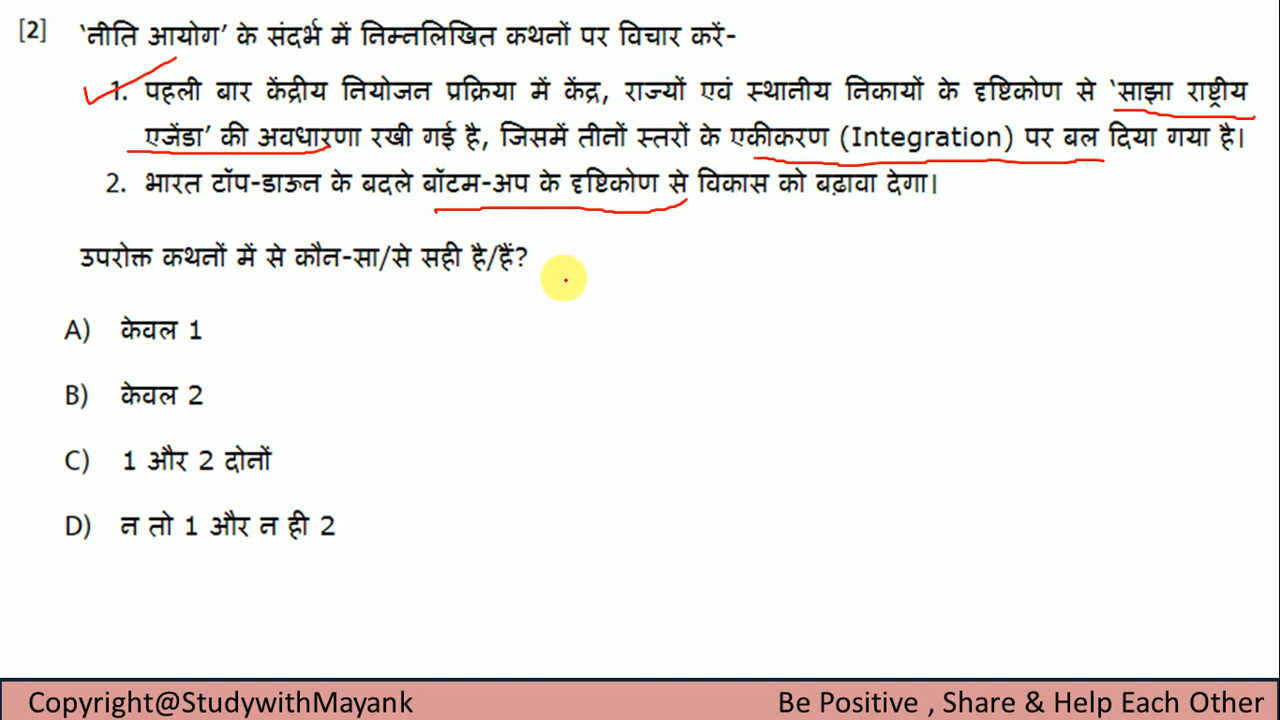 [2] 'नीति आयोग' के संदर्भ में निम्नलिखित कथनों पर विचार करें-
1. पहली बार केंद्रीय नियोजन प्रक्रिया में केंद्र, राज्यों एवं स्थानीय निकायों के दृष्टिकोण से 'साझा राष्ट्रीय
एजेंडा' की अवधारणा रखी गई है, जिसमें तीनों स्तरों के एकीकरण (Integration) पर बल दिया गया है।
2. भारत टॉप-डाऊन के बदले बॉटम-अप के दृष्टिकोण से विकास को बढ़ावा देगा।
उपरोक्त कथनों में से कौन-सा/से सही है/हैं?
A) केवल 1
B) केवल 2
C) 1 और 2 दोनों
D) न तो 1 और न ही 2
Copyright@StudywithMayank Be Positive , Share & Help Each Other